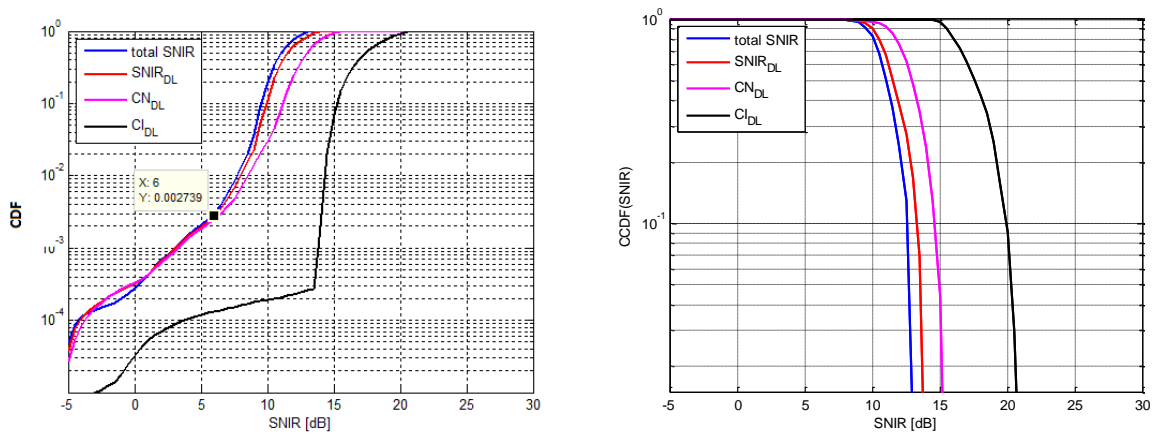 10^0
10^-1
10^-2
10^-3
10^-4
CDF
total SNIR
SNIR_DL
CN_DL
CI_DL
X: 6
Y: 0.002739
-5 0 5 10 15 20 25 30
SNIR [dB]
10^0
10^-1
CCDF(SNIR)
total SNIR
SNIR_DL
CN_DL
CI_DL
-5 0 5 10 15 20 25 30
SNIR [dB]